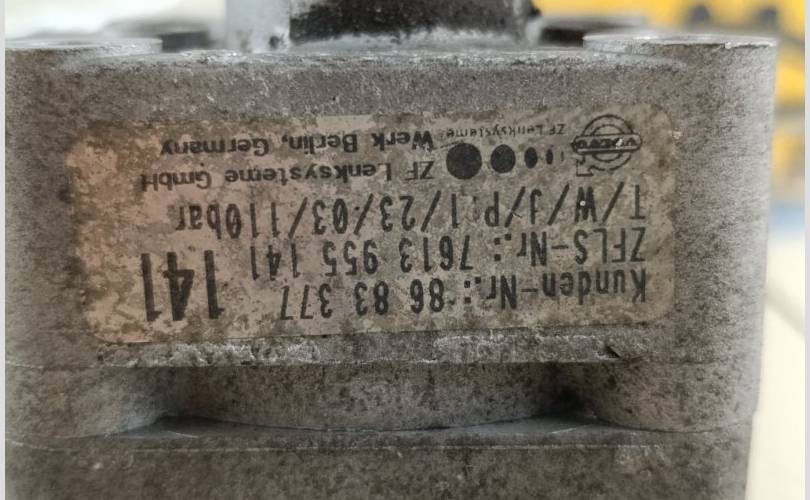 Kunden-Nr.: 86 83 377
ZFLS-Nr.: 7613 955 141
141
T/W/J/P:1/23/03/110bar
VOLVO
ZF Lenksysteme
ZF Lenksysteme GmbH
Werk Berlin, Germany